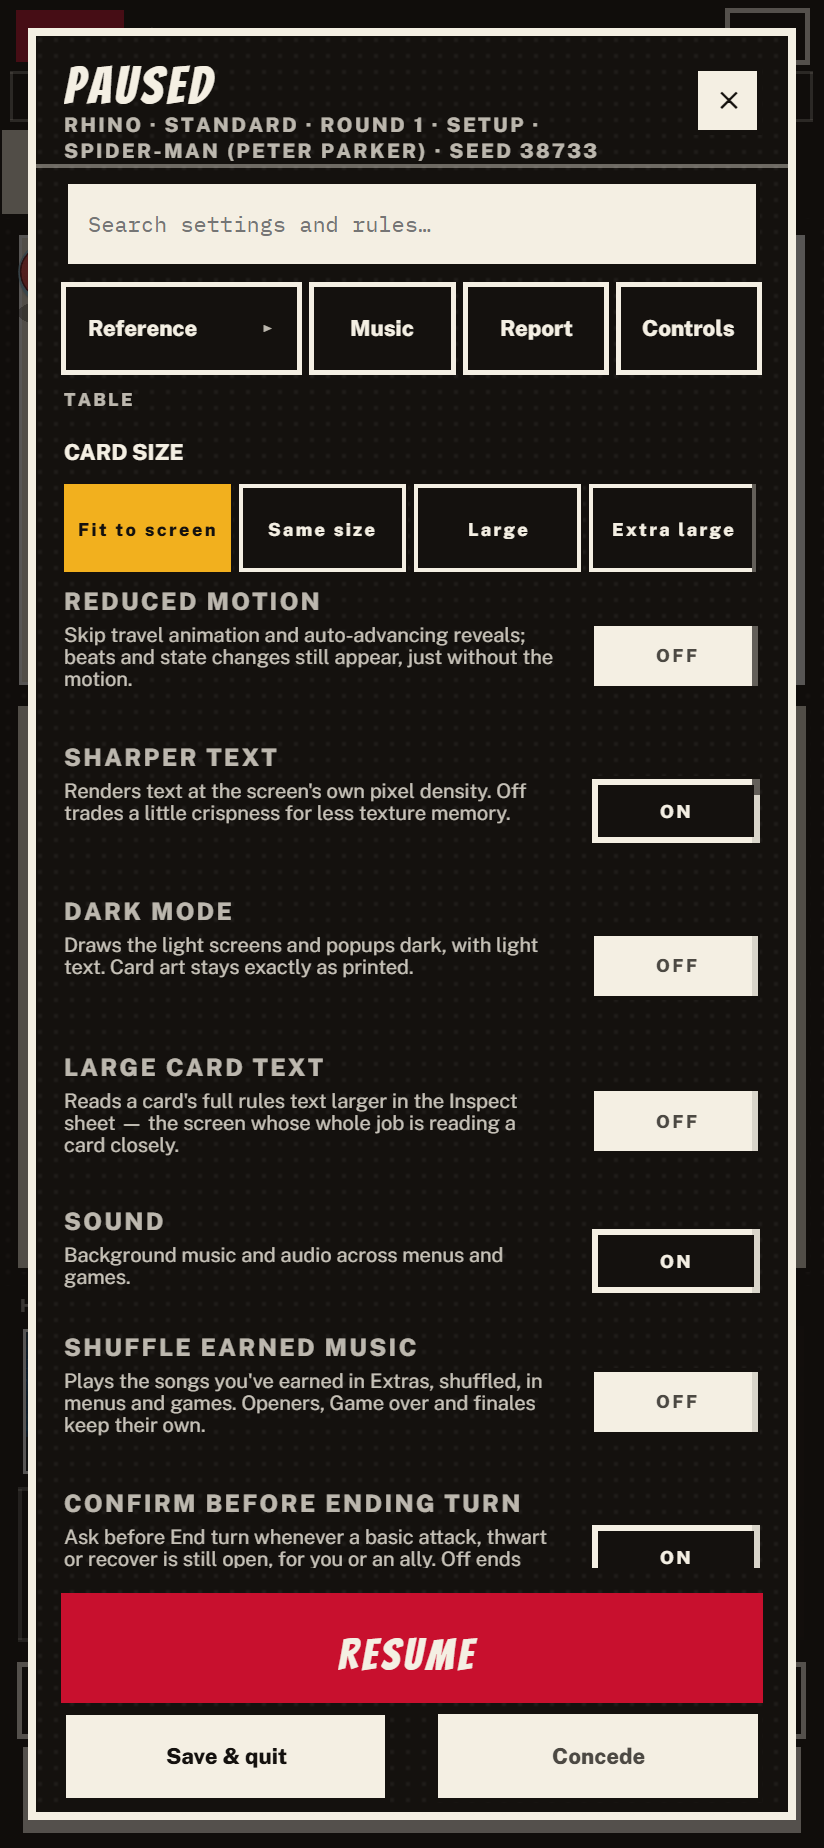 PAUSED
RHINO · STANDARD · ROUND 1 · SETUP ·
SPIDER-MAN (PETER PARKER) · SEED 38733
Search settings and rules…
Reference ▸ Music Report Controls
TABLE
CARD SIZE
Fit to screen Same size Large Extra large
REDUCED MOTION
Skip travel animation and auto-advancing reveals;
beats and state changes still appear, just without the
motion.
OFF
SHARPER TEXT
Renders text at the screen's own pixel density. Off
trades a little crispness for less texture memory.
ON
DARK MODE
Draws the light screens and popups dark, with light
text. Card art stays exactly as printed.
OFF
LARGE CARD TEXT
Reads a card's full rules text larger in the Inspect
sheet — the screen whose whole job is reading a
card closely.
OFF
SOUND
Background music and audio across menus and
games.
ON
SHUFFLE EARNED MUSIC
Plays the songs you've earned in Extras, shuffled, in
menus and games. Openers, Game over and finales
keep their own.
OFF
CONFIRM BEFORE ENDING TURN
Ask before End turn whenever a basic attack, thwart
or recover is still open, for you or an ally. Off ends
ON
RESUME
Save & quit Concede